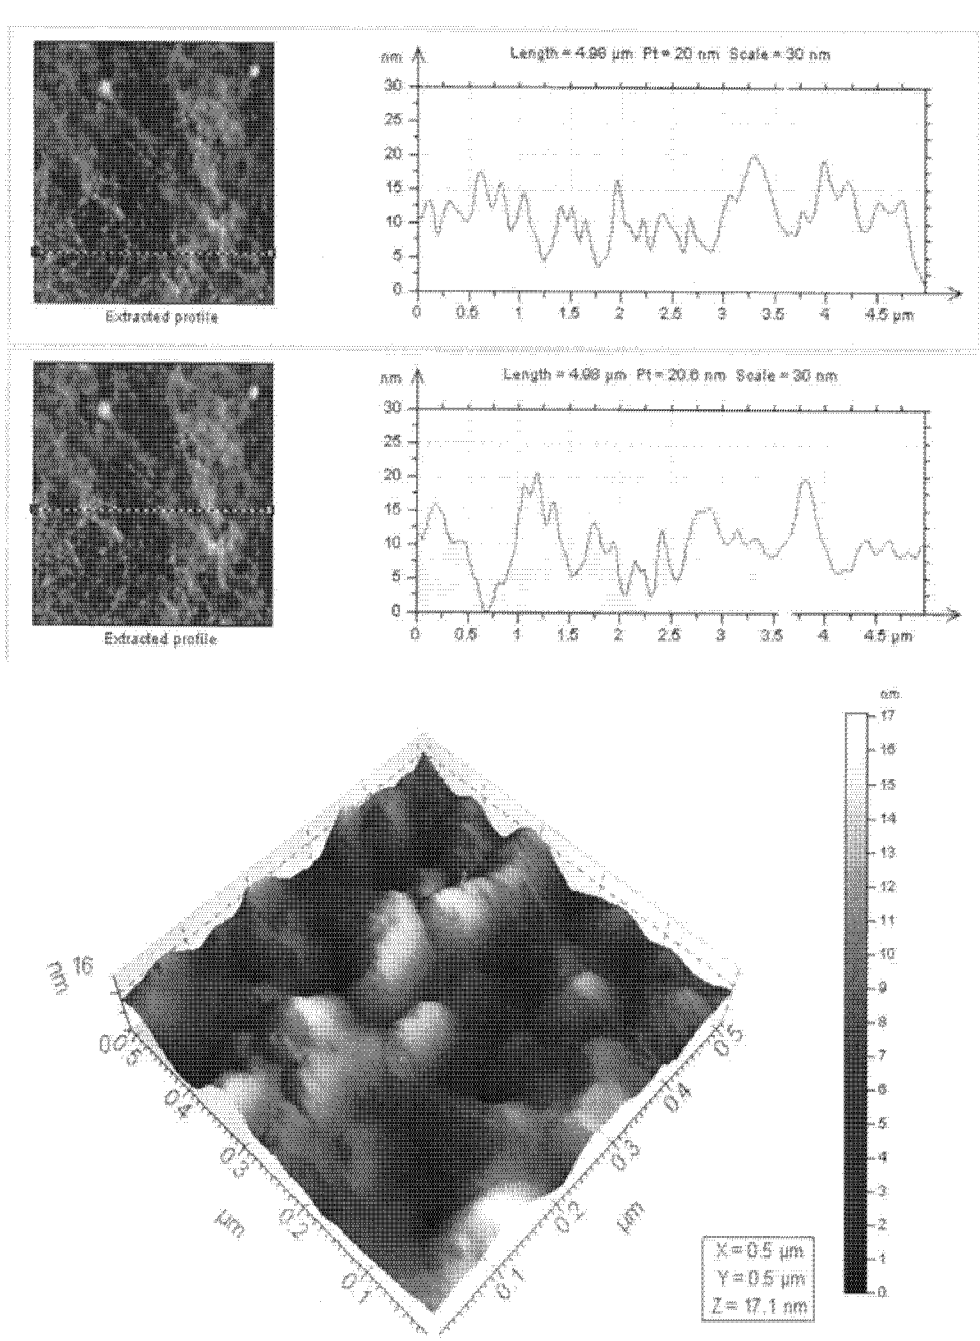 nm
Length = 4.98 µm Pt = 20 nm Scale = 30 nm
30
25
20
15
10
5
0
0 0.5 1 1.5 2 2.5 3 3.5 4 4.5 µm
Extracted profile
nm
Length = 4.98 µm Pt = 20.6 nm Scale = 30 nm
30
25
20
15
10
5
0
0 0.5 1 1.5 2 2.5 3 3.5 4 4.5 µm
Extracted profile
nm
17
16
15
14
13
12
11
10
9
8
7
6
5
4
3
2
1
0
nm 16
0
0.5
0.4
0.3
0.2
0.1
µm
0.5
0.4
0.3
0.2
0.1
µm
X = 0.5 µm
Y = 0.5 µm
Z = 17.1 nm